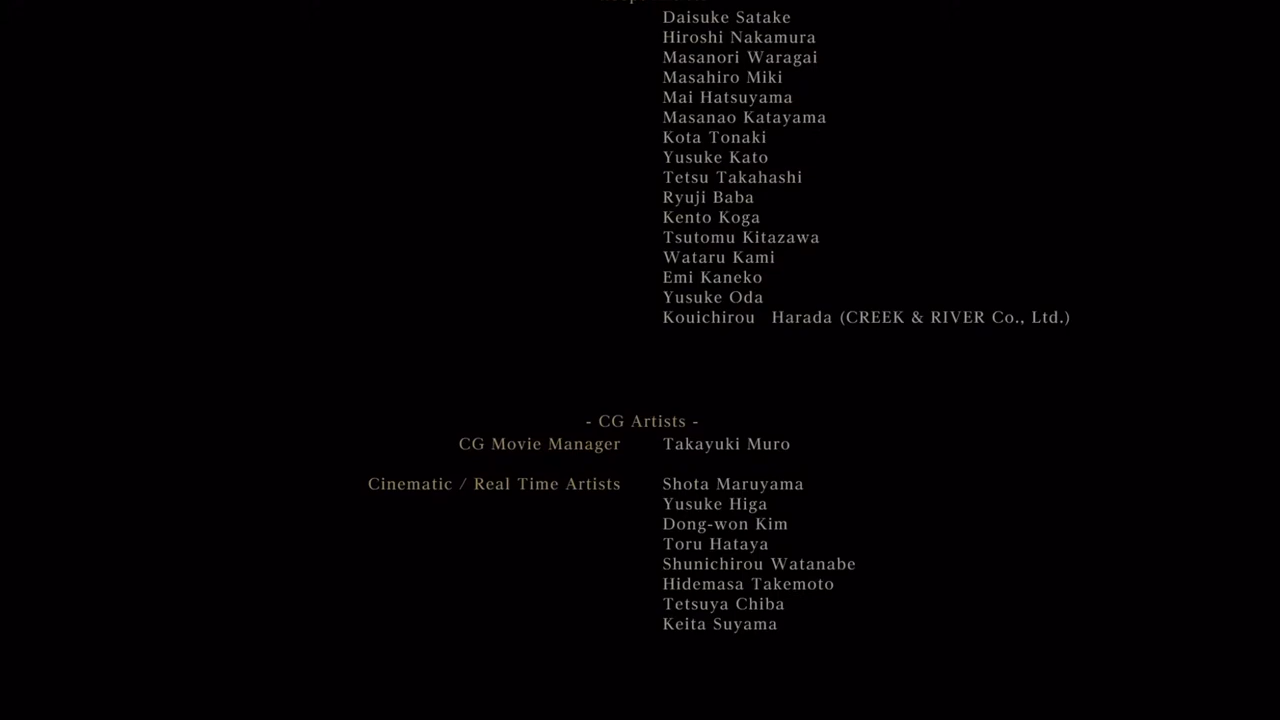 Daisuke Satake
Hiroshi Nakamura
Masanori Waragai
Masahiro Miki
Mai Hatsuyama
Masanao Katayama
Kota Tonaki
Yusuke Kato
Tetsu Takahashi
Ryuji Baba
Kento Koga
Tsutomu Kitazawa
Wataru Kami
Emi Kaneko
Yusuke Oda
Kouichirou Harada (CREEK & RIVER Co., Ltd.)
- CG Artists -
CG Movie Manager Takayuki Muro
Cinematic / Real Time Artists Shota Maruyama
Yusuke Higa
Dong-won Kim
Toru Hataya
Shunichirou Watanabe
Hidemasa Takemoto
Tetsuya Chiba
Keita Suyama